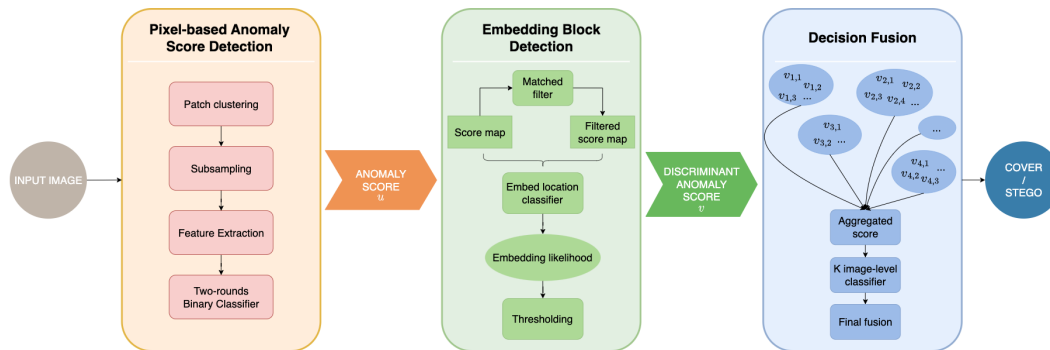 INPUT IMAGE
Pixel-based Anomaly
Score Detection
Patch clustering
Subsampling
Feature Extraction
Two-rounds
Binary Classifier
ANOMALY
SCORE
u
Embedding Block
Detection
Matched
filter
Score map
Filtered
score map
Embed location
classifier
Embedding likelihood
Thresholding
DISCRIMINANT
ANOMALY
SCORE
v
Decision Fusion
v1,1
v1,2
v1,3 ...
v2,1 v2,2
v2,3 v2,4 ...
v3,1
v3,2 ...
...
v4,1 ...
v4,2 v4,3
Aggregated
score
K image-level
classifier
Final fusion
COVER
/
STEGO